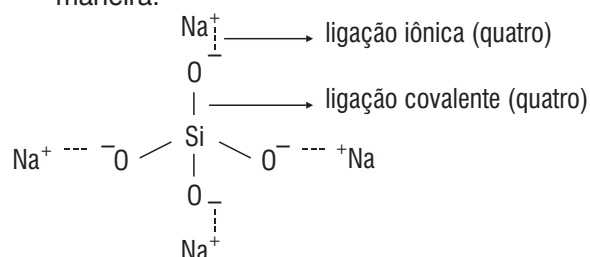 maneira:
Na⁺ ligação iônica (quatro)
O⁻
ligação covalente (quatro)
Na⁺ --- ⁻O Si O⁻ --- ⁺Na
O⁻
Na⁺